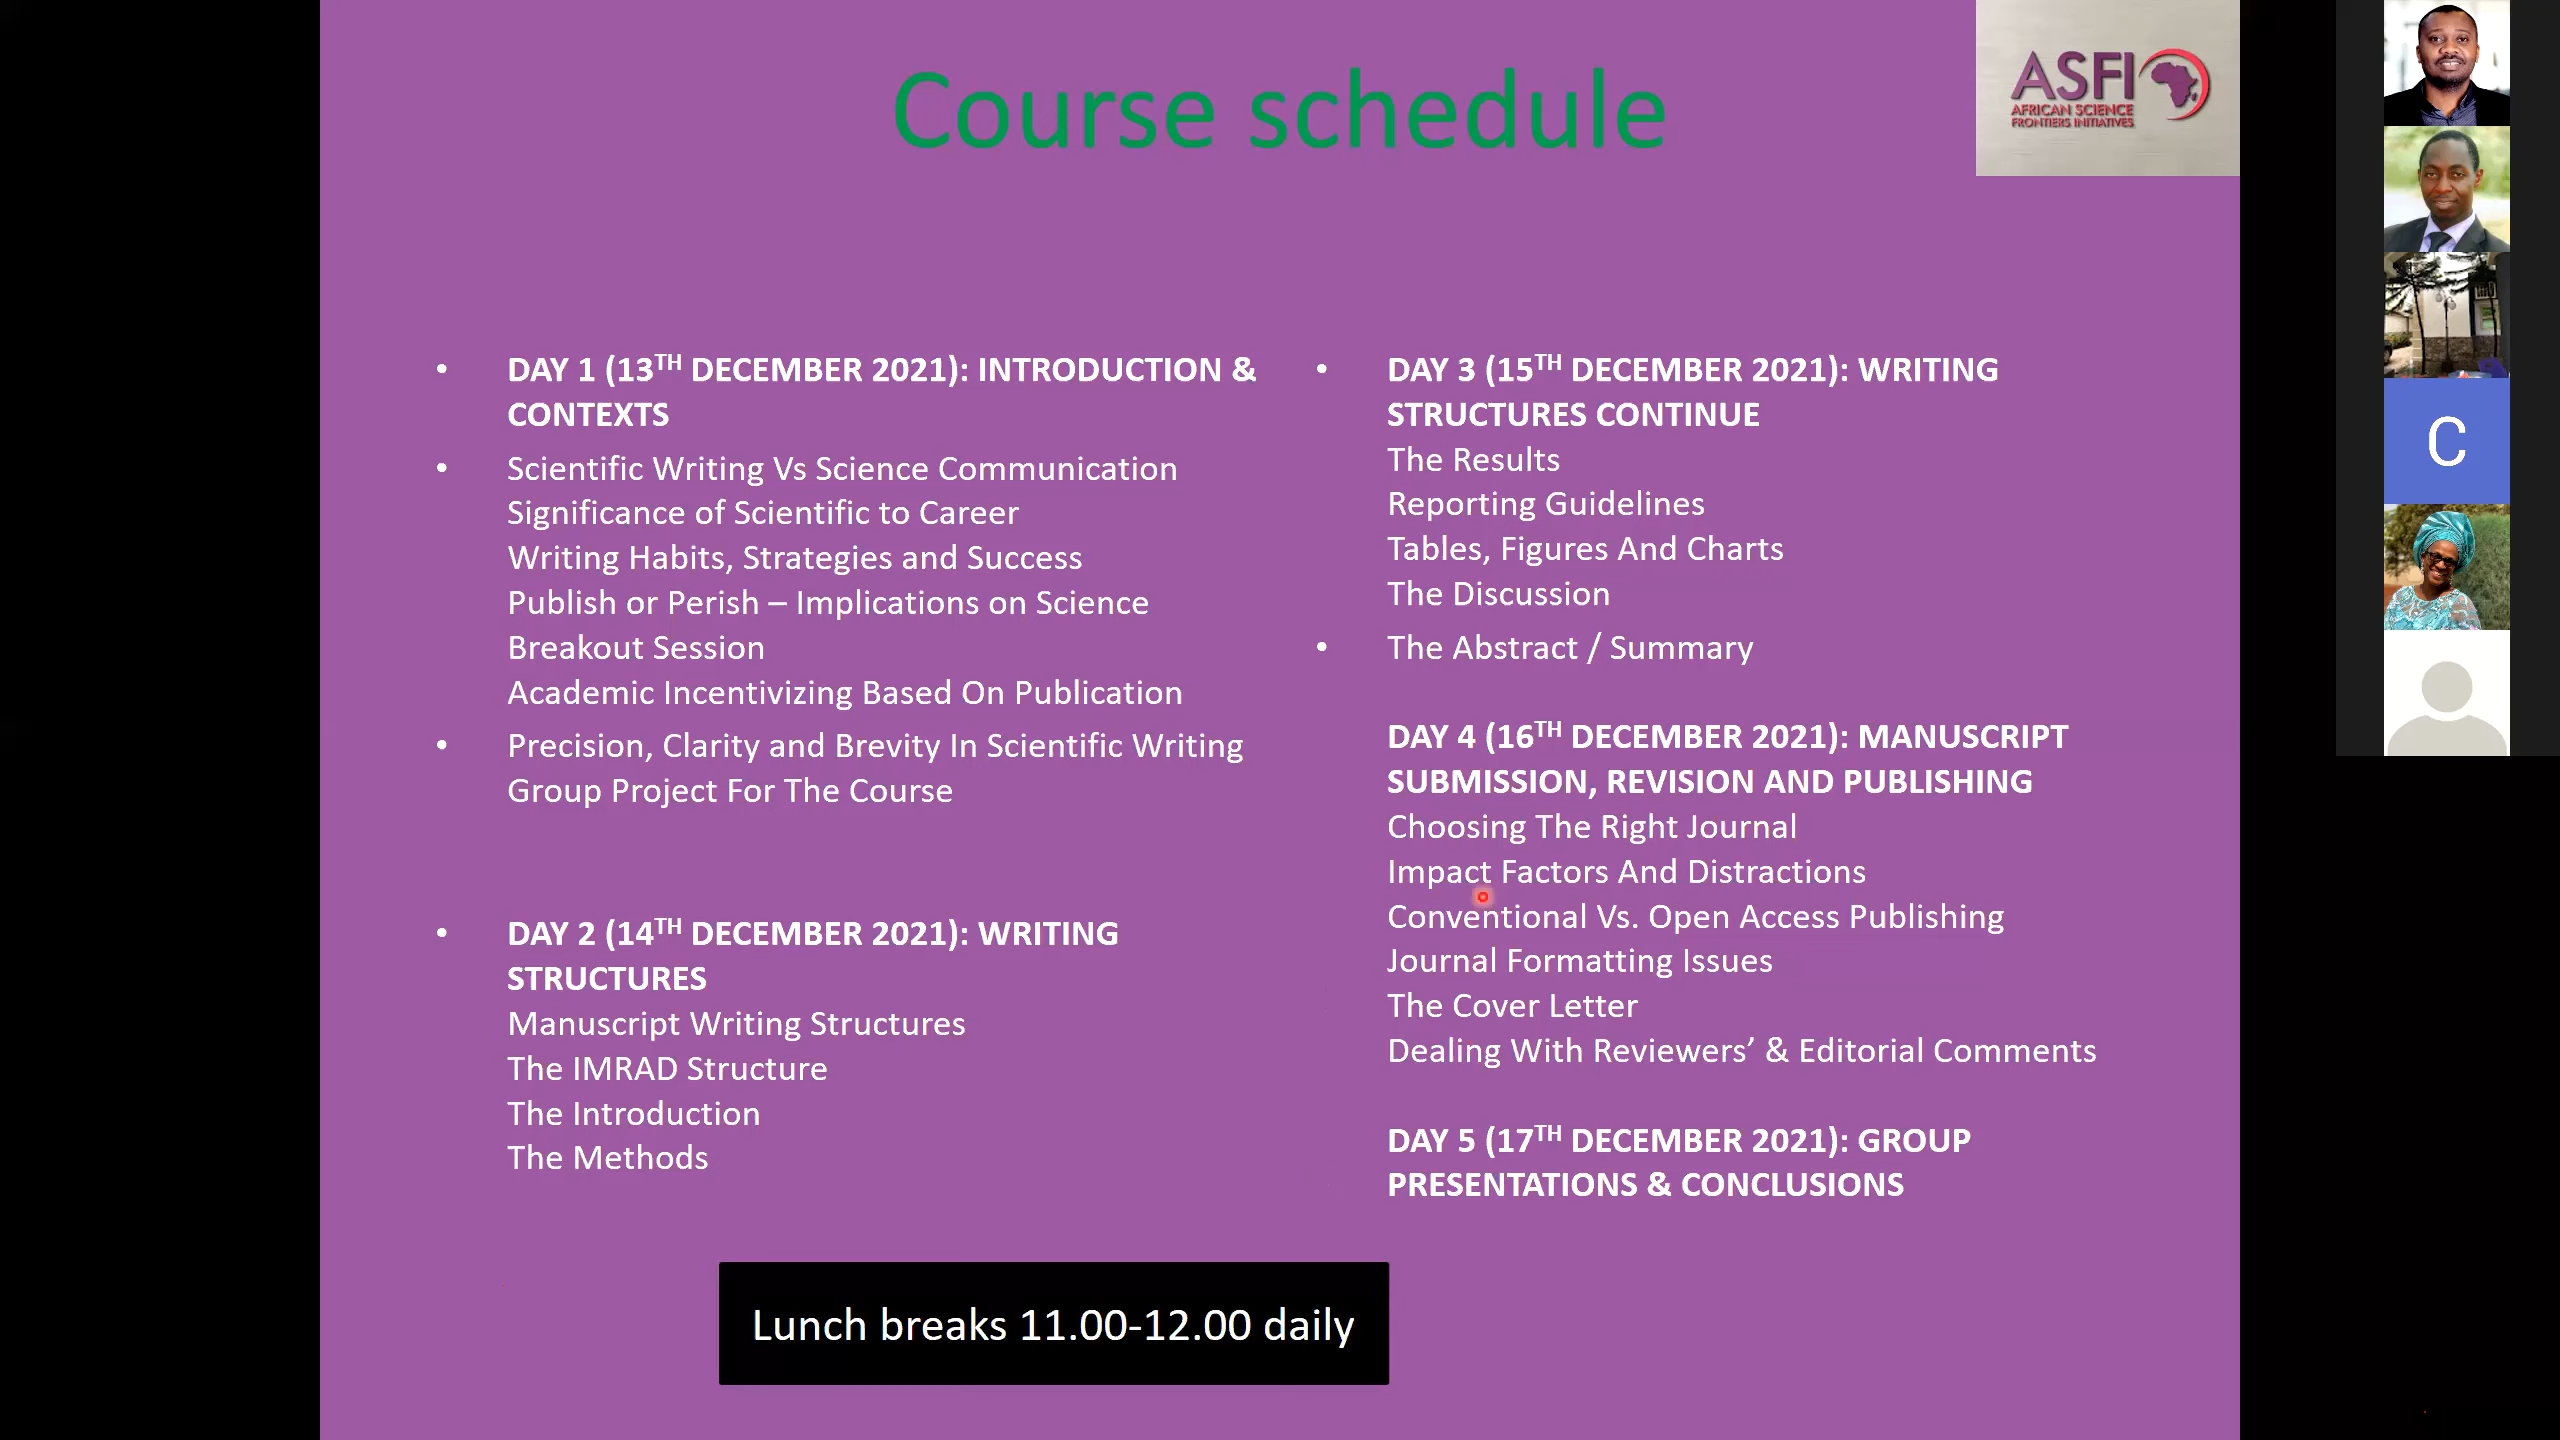 Course schedule
ASFI
AFRICAN SCIENCE
FRONTIERS INITIATIVES
• DAY 1 (13TH DECEMBER 2021): INTRODUCTION &
CONTEXTS
• Scientific Writing Vs Science Communication
Significance of Scientific to Career
Writing Habits, Strategies and Success
Publish or Perish – Implications on Science
Breakout Session
Academic Incentivizing Based On Publication
• Precision, Clarity and Brevity In Scientific Writing
Group Project For The Course
• DAY 2 (14TH DECEMBER 2021): WRITING
STRUCTURES
Manuscript Writing Structures
The IMRAD Structure
The Introduction
The Methods
• DAY 3 (15TH DECEMBER 2021): WRITING
STRUCTURES CONTINUE
The Results
Reporting Guidelines
Tables, Figures And Charts
The Discussion
• The Abstract / Summary
DAY 4 (16TH DECEMBER 2021): MANUSCRIPT
SUBMISSION, REVISION AND PUBLISHING
Choosing The Right Journal
Impact Factors And Distractions
Conventional Vs. Open Access Publishing
Journal Formatting Issues
The Cover Letter
Dealing With Reviewers’ & Editorial Comments
DAY 5 (17TH DECEMBER 2021): GROUP
PRESENTATIONS & CONCLUSIONS
Lunch breaks 11.00-12.00 daily
C